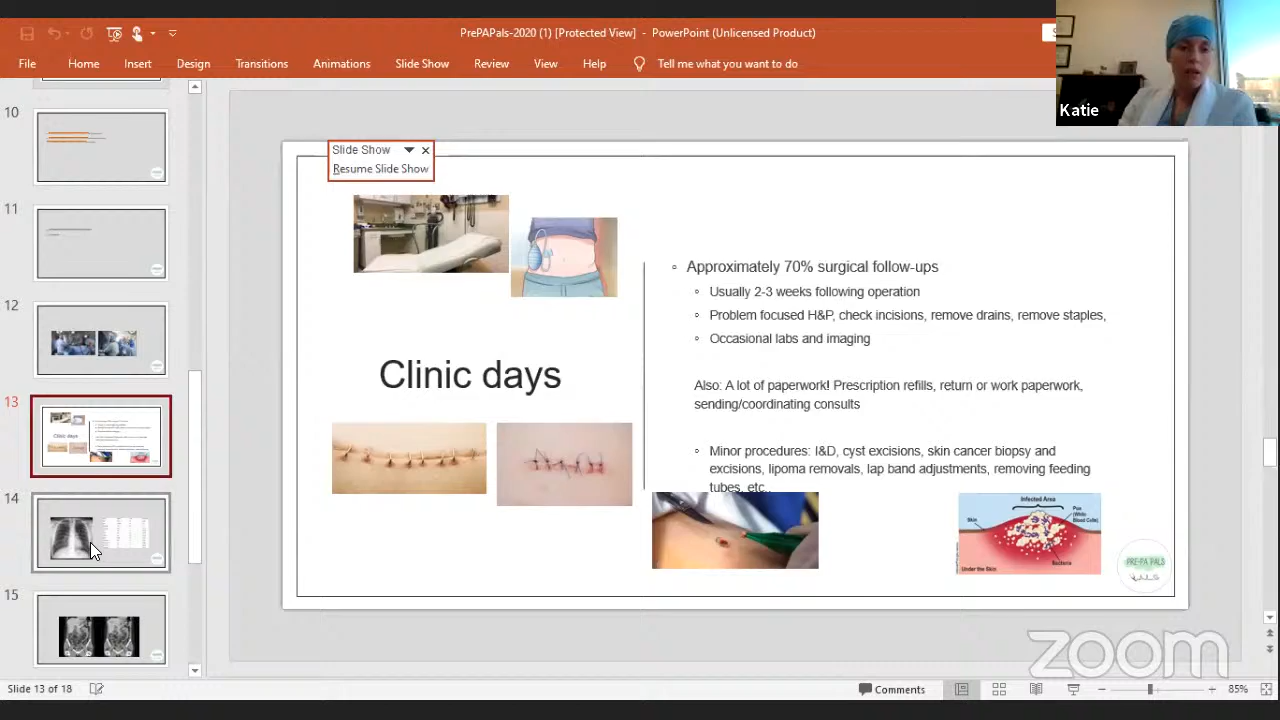 PrePAPals-2020 (1) [Protected View] - PowerPoint (Unlicensed Product)
File Home Insert Design Transitions Animations Slide Show Review View Help Tell me what you want to do
Katie
10
11
12
13
14
15
Slide Show
Resume Slide Show
Clinic days
Approximately 70% surgical follow-ups
Usually 2-3 weeks following operation
Problem focused H&P, check incisions, remove drains, remove staples,
Occasional labs and imaging
Also: A lot of paperwork! Prescription refills, return or work paperwork,
sending/coordinating consults
Minor procedures: I&D, cyst excisions, skin cancer biopsy and
excisions, lipoma removals, lap band adjustments, removing feeding
tubes, etc..
Infected Area
Skin
Pus
(White
Blood Cells)
Bacteria
Under the Skin
PRE-PA PALS
Clinic days
zoom
Slide 13 of 18
Comments
85%